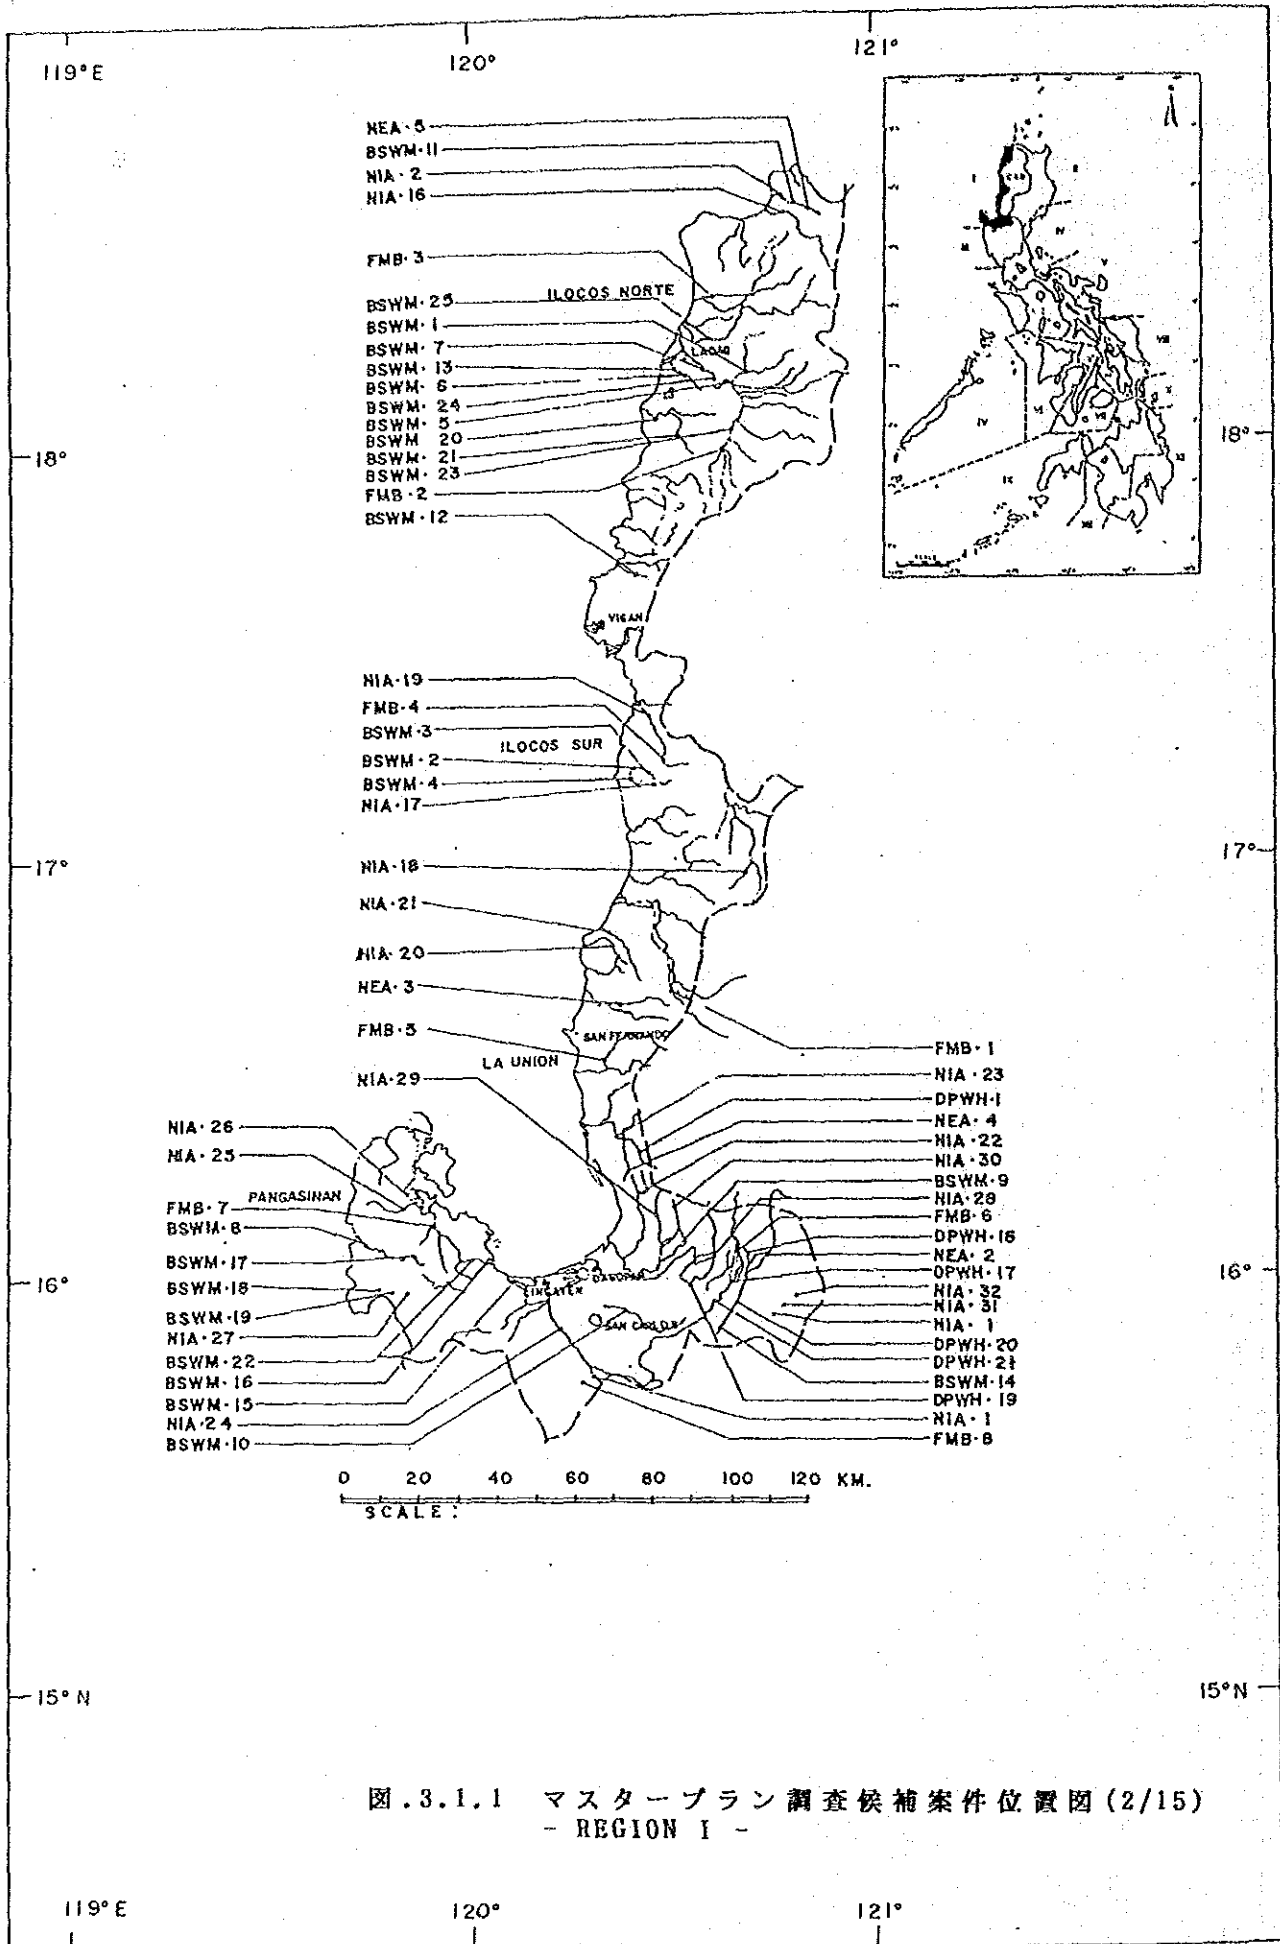 119°E
120°
121°
NEA·5
BSWM·11
NIA·2
NIA·16
FMB·3
BSWM·25
ILOCOS NORTE
BSWM·1
BSWM·7
LAOAG
BSWM·13
BSWM·6
BSWM·24
BSWM·5
BSWM 20
BSWM·21
BSWM·23
FMB·2
BSWM·12
18°
18°
VIGAN
NIA·19
FMB·4
BSWM·3
ILOCOS SUR
BSWM·2
BSWM·4
NIA·17
17°
17°
NIA·18
NIA·21
NIA·20
NEA·3
FMB·5
SAN FERNANDO
LA UNION
NIA·29
FMB·1
NIA·23
DPWH·1
NEA·4
NIA·22
NIA·30
BSWM·9
NIA·28
FMB·6
DPWH·18
NEA·2
DPWH·17
NIA·32
NIA·31
NIA·1
DPWH·20
DPWH·21
BSWM·14
DPWH·19
NIA·1
FMB·8
NIA·26
NIA·25
FMB·7
PANGASINAN
BSWM·8
BSWM·17
BSWM·18
BSWM·19
NIA·27
BSWM·22
BSWM·16
BSWM·15
NIA·24
BSWM·10
16°
16°
DAGUPAN
LINGAYEN
SAN CARLOS
0 20 40 60 80 100 120 KM.
SCALE:
15°N
15°N
図.3.1.1 マスタープラン調査候補案件位置図(2/15)
- REGION I -
119°E
120°
121°